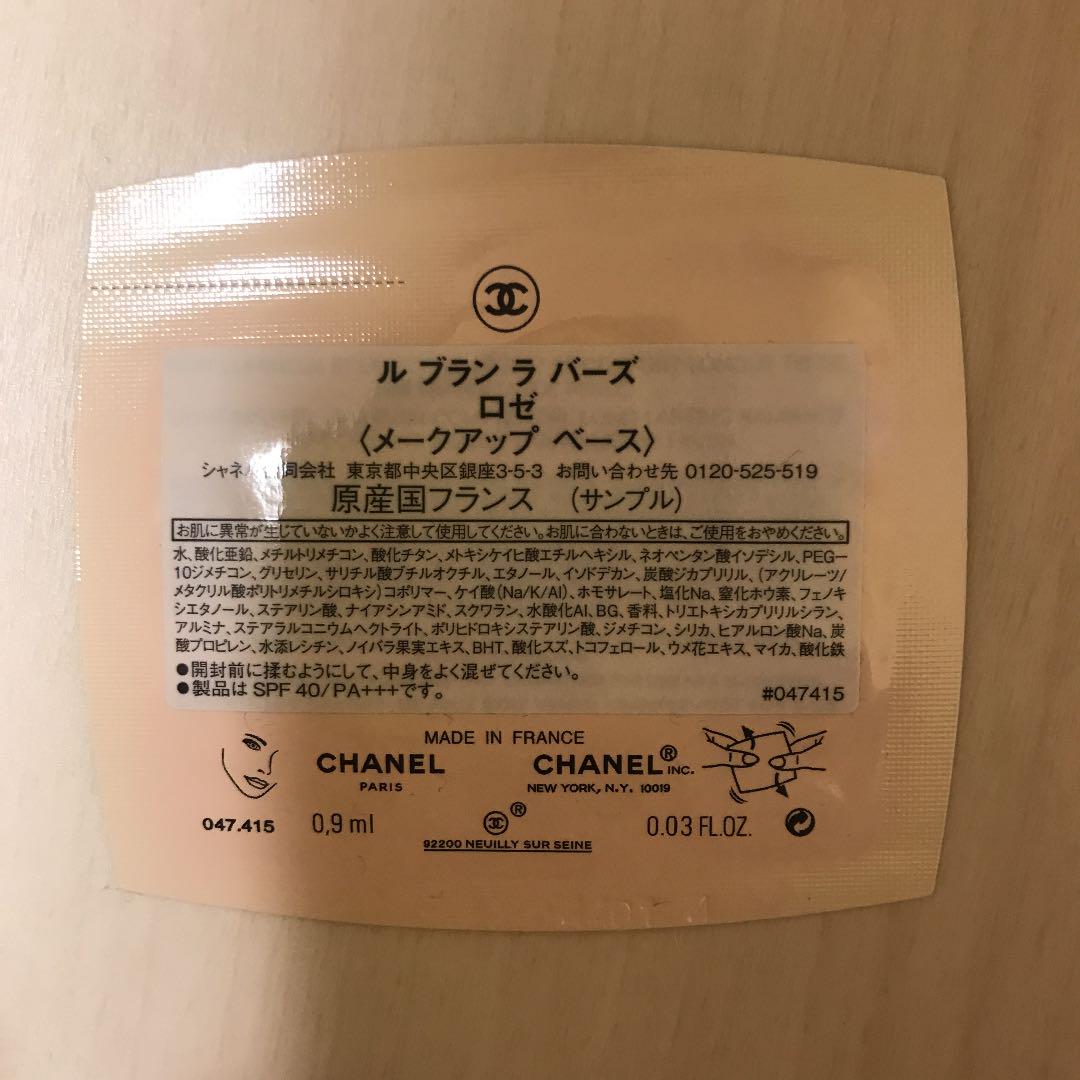 ル ブラン ラ バーズ
ロゼ
〈メークアップ ベース〉
シャネル合同会社 東京都中央区銀座3-5-3 お問い合わせ先 0120-525-519
原産国フランス (サンプル)
お肌に異常が生じていないかよく注意して使用してください。お肌に合わないときは、ご使用をおやめください。
水、酸化亜鉛、メチルトリメチコン、酸化チタン、メトキシケイヒ酸エチルヘキシル、ネオペンタン酸イソデシル、PEG-
10ジメチコン、グリセリン、サリチル酸ブチルオクチル、エタノール、イソドデカン、炭酸ジカプリリル、(アクリレーツ/
メタクリル酸ポリトリメチルシロキシ)コポリマー、ケイ酸(Na/K/Al)、ホモサレート、塩化Na、窒化ホウ素、フェノキ
シエタノール、ステアリン酸、ナイアシンアミド、スクワラン、水酸化Al、BG、香料、トリエトキシカプリリルシラン、
アルミナ、ステアラルコニウムヘクトライト、ポリヒドロキシステアリン酸、ジメチコン、シリカ、ヒアルロン酸Na、炭
酸プロピレン、水添レシチン、ノイバラ果実エキス、BHT、酸化スズ、トコフェロール、ウメ花エキス、マイカ、酸化鉄
●開封前に揉むようにして、中身をよく混ぜてください。
●製品は SPF 40/PA+++です。 #047415
MADE IN FRANCE
CHANEL CHANEL® INC.
PARIS NEW YORK, N.Y. 10019
047.415 0,9 ml ® 0.03 FL.OZ.
92200 NEUILLY SUR SEINE